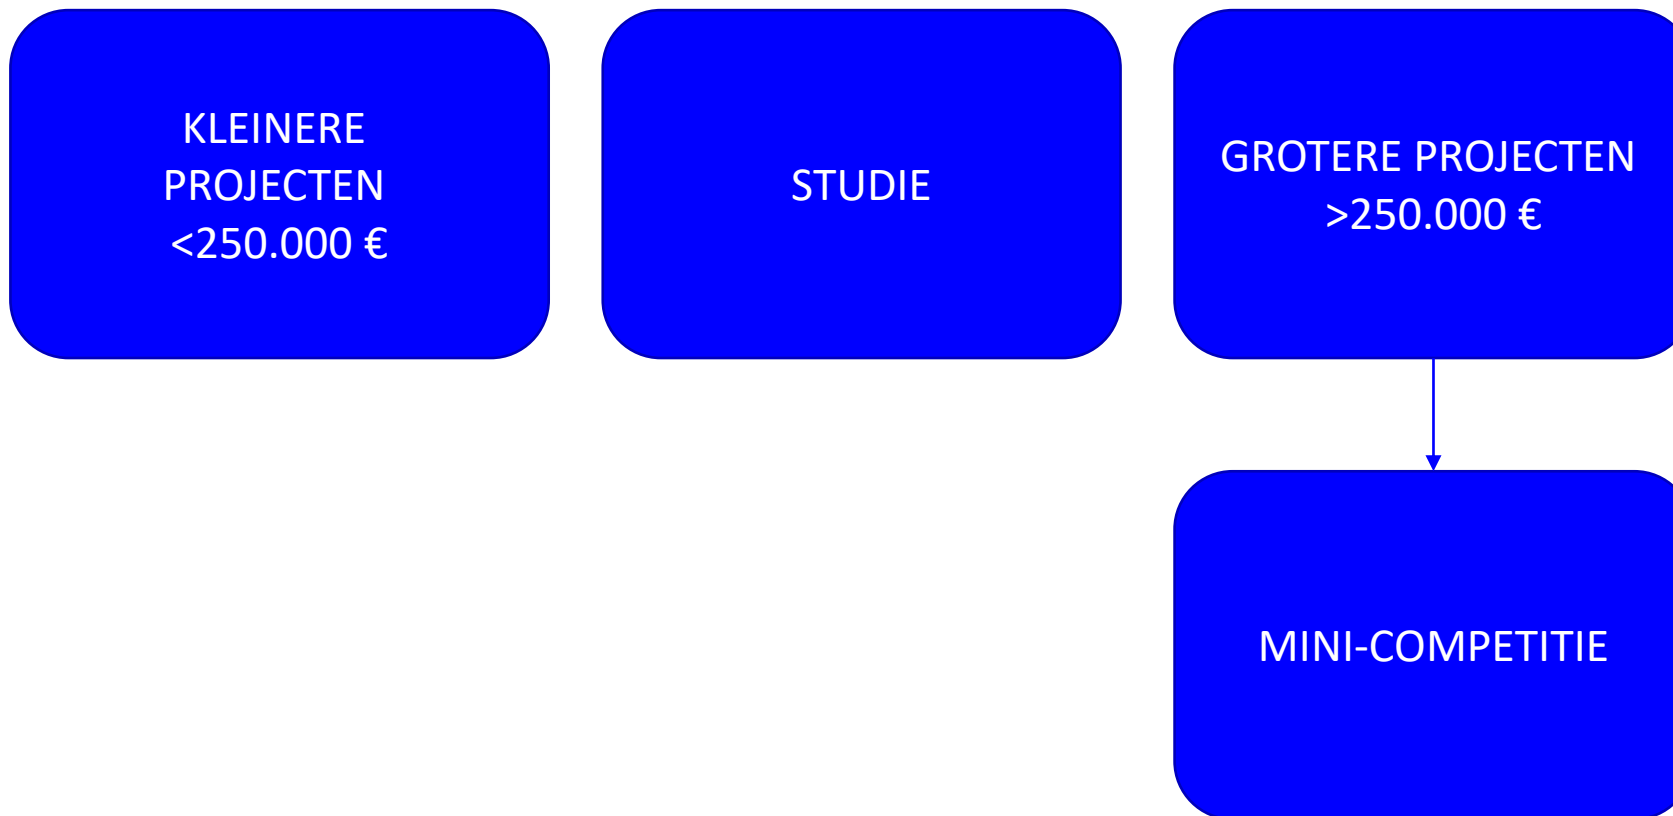 KLEINERE
PROJECTEN
<250.000 €
STUDIE
GROTERE PROJECTEN
>250.000 €
MINI-COMPETITIE